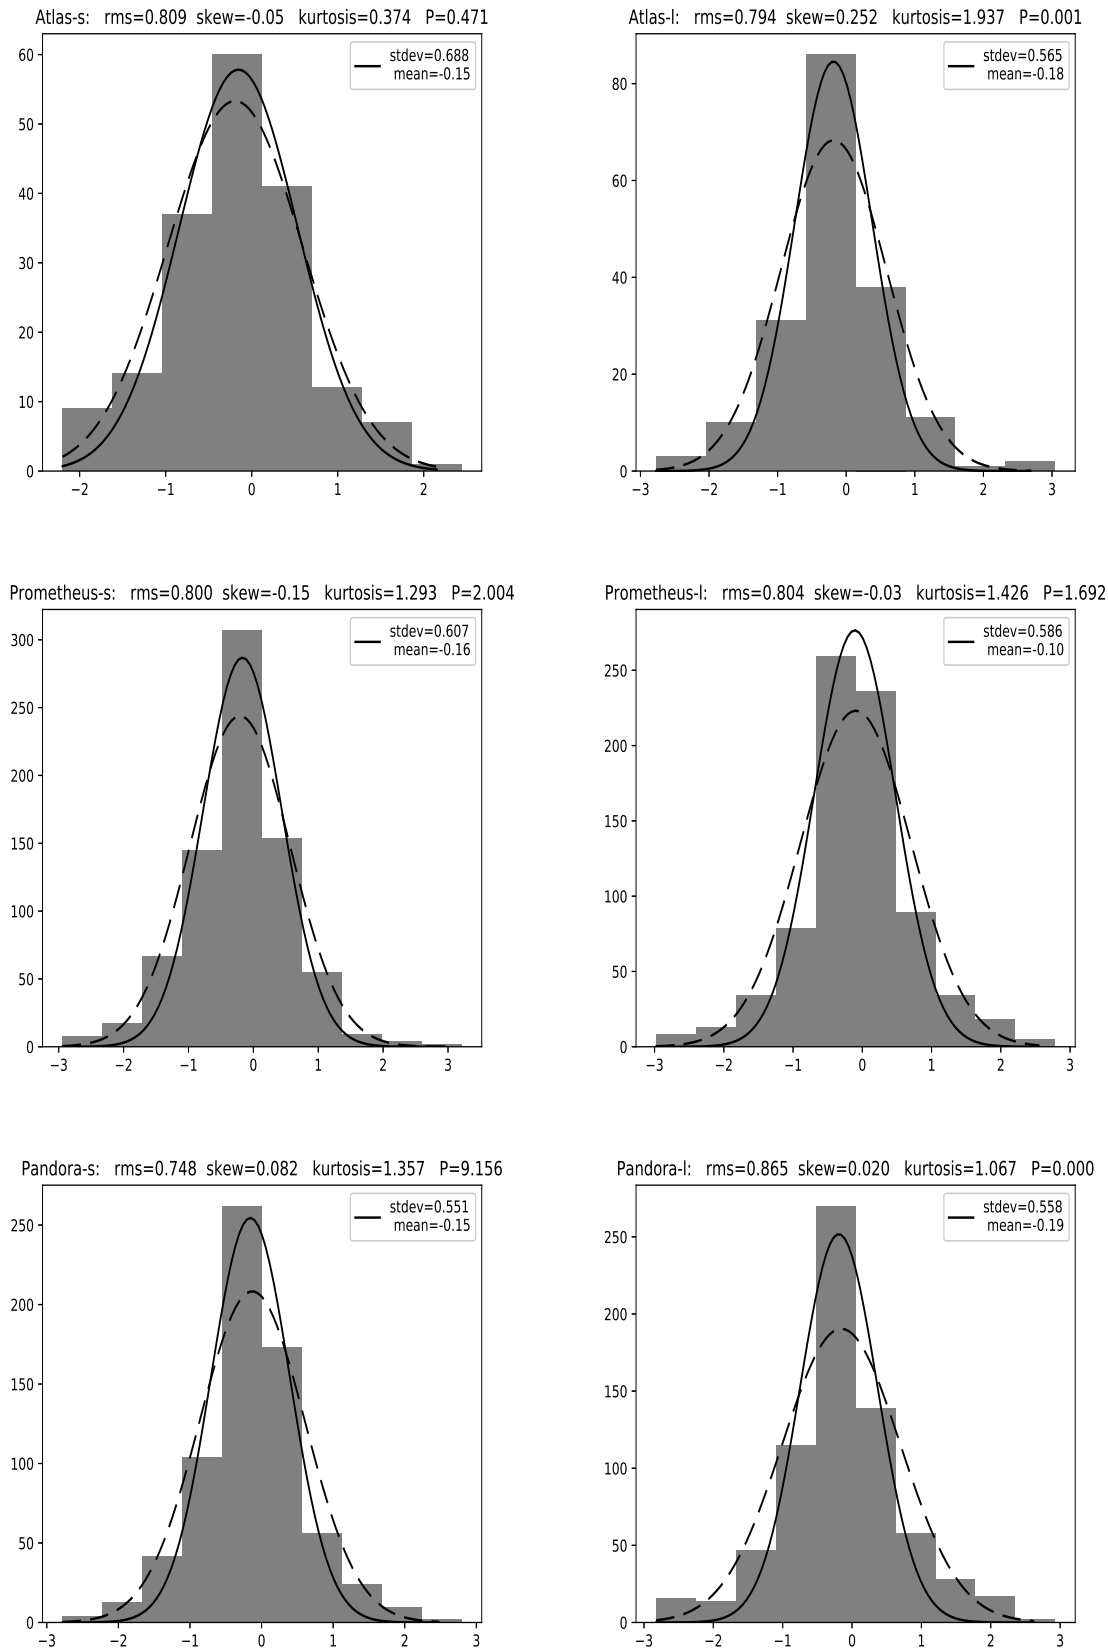 Atlas-s: rms=0.809 skew=-0.05 kurtosis=0.374 P=0.471
stdev=0.688
mean=-0.15
60
50
40
30
20
10
0
−2 −1 0 1 2
Atlas-l: rms=0.794 skew=0.252 kurtosis=1.937 P=0.001
stdev=0.565
mean=-0.18
80
60
40
20
0
−3 −2 −1 0 1 2 3
Prometheus-s: rms=0.800 skew=-0.15 kurtosis=1.293 P=2.004
stdev=0.607
mean=-0.16
300
250
200
150
100
50
0
−3 −2 −1 0 1 2 3
Prometheus-l: rms=0.804 skew=-0.03 kurtosis=1.426 P=1.692
stdev=0.586
mean=-0.10
250
200
150
100
50
0
−3 −2 −1 0 1 2 3
Pandora-s: rms=0.748 skew=0.082 kurtosis=1.357 P=9.156
stdev=0.551
mean=-0.15
250
200
150
100
50
0
−3 −2 −1 0 1 2 3
Pandora-l: rms=0.865 skew=0.020 kurtosis=1.067 P=0.000
stdev=0.558
mean=-0.19
250
200
150
100
50
0
−3 −2 −1 0 1 2 3